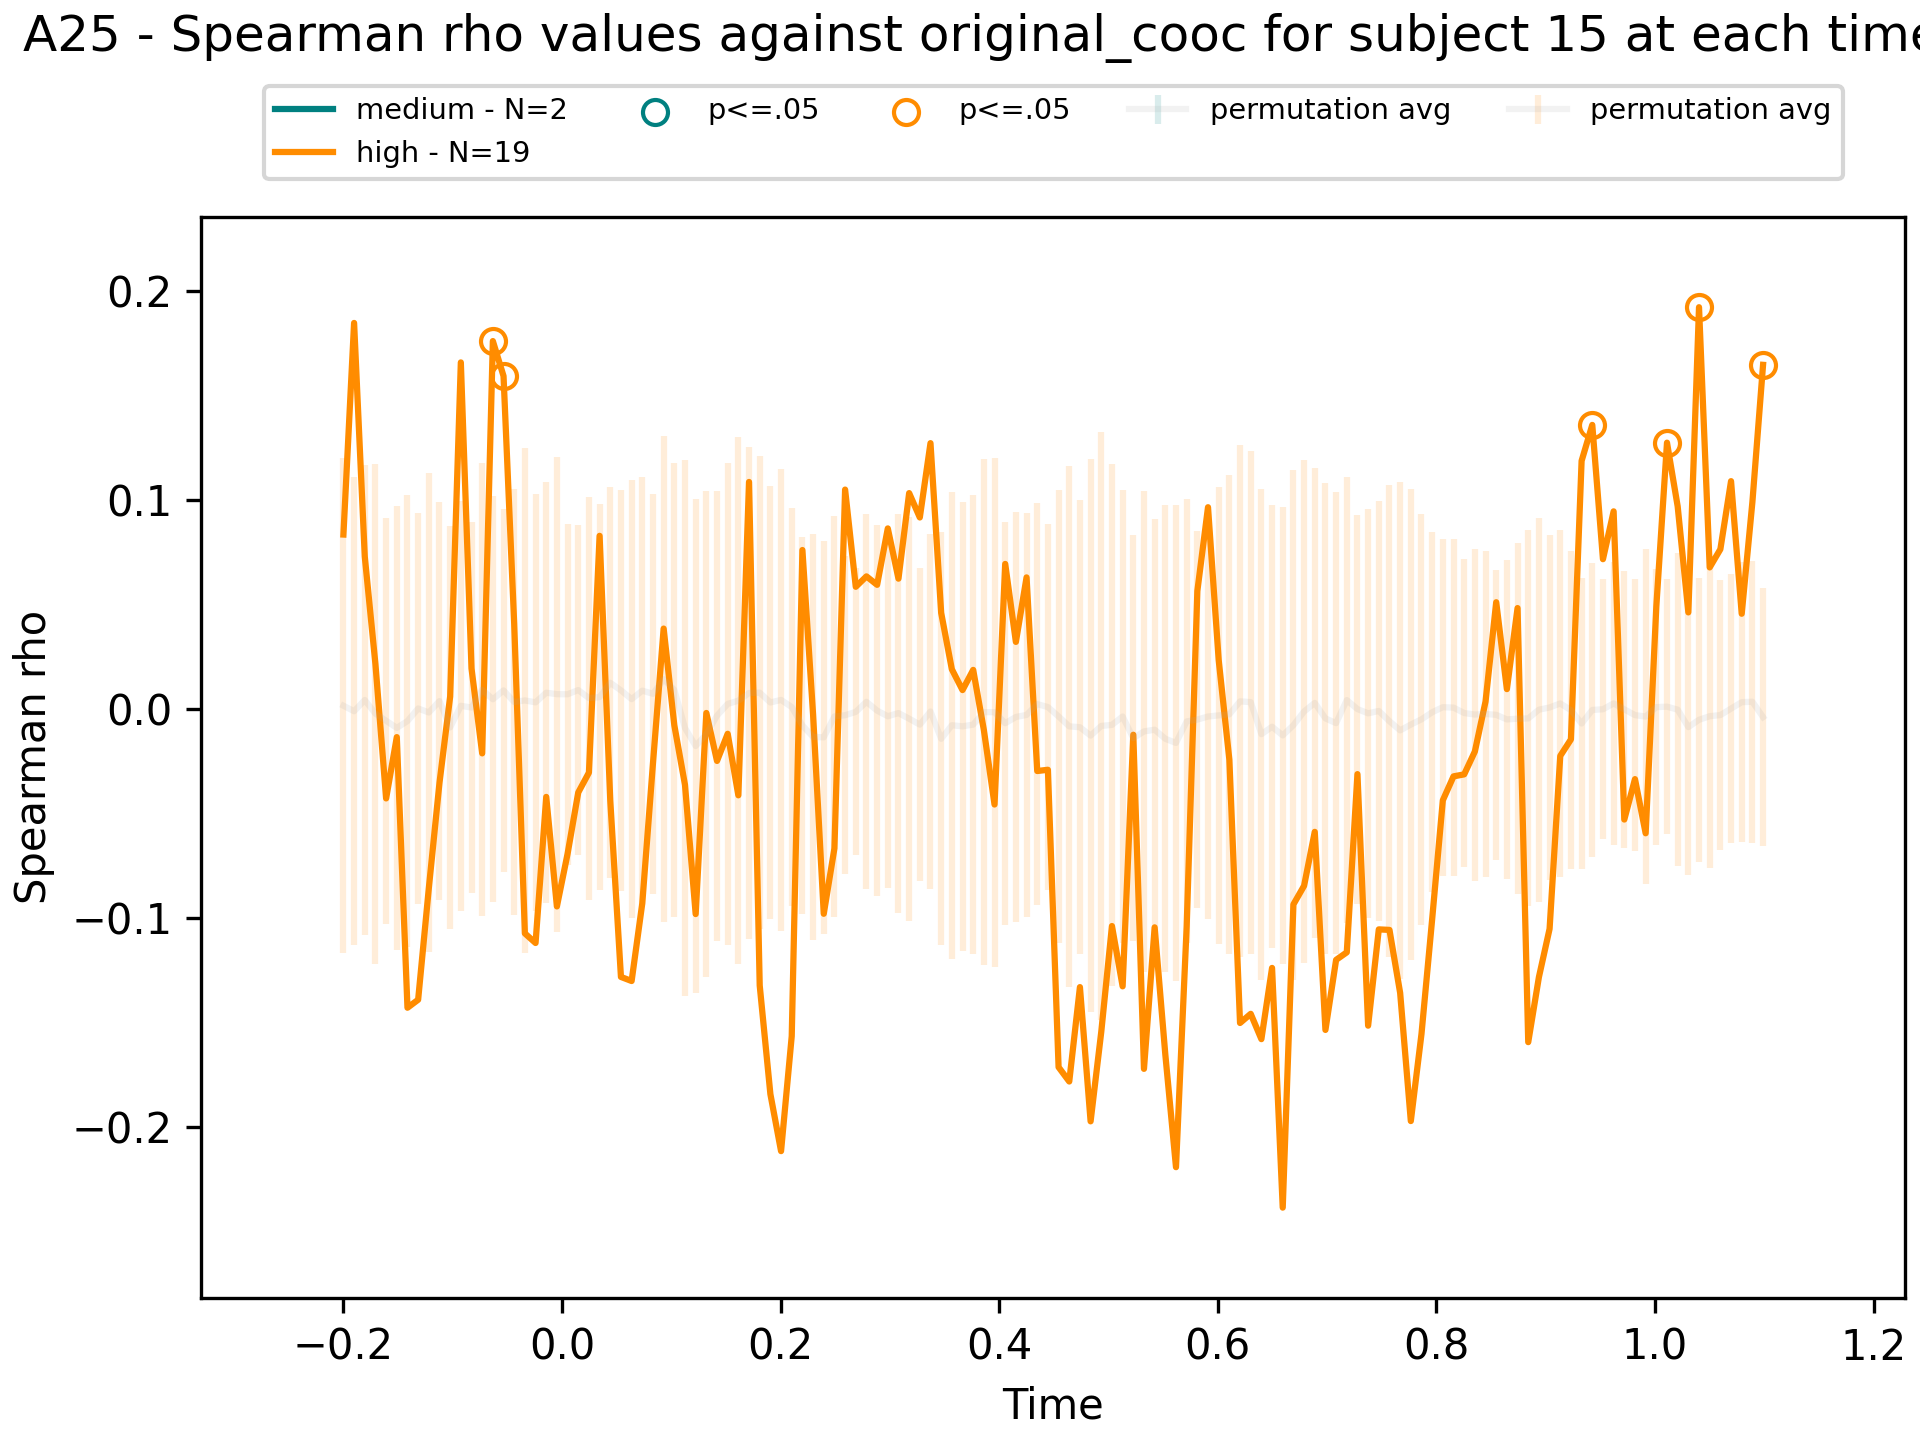 A25 - Spearman rho values against original_cooc for subject 15 at each time
medium - N=2
high - N=19
p<=.05
p<=.05
permutation avg
permutation avg
Spearman rho
0.2
0.1
0.0
−0.1
−0.2
−0.2 0.0 0.2 0.4 0.6 0.8 1.0 1.2
Time